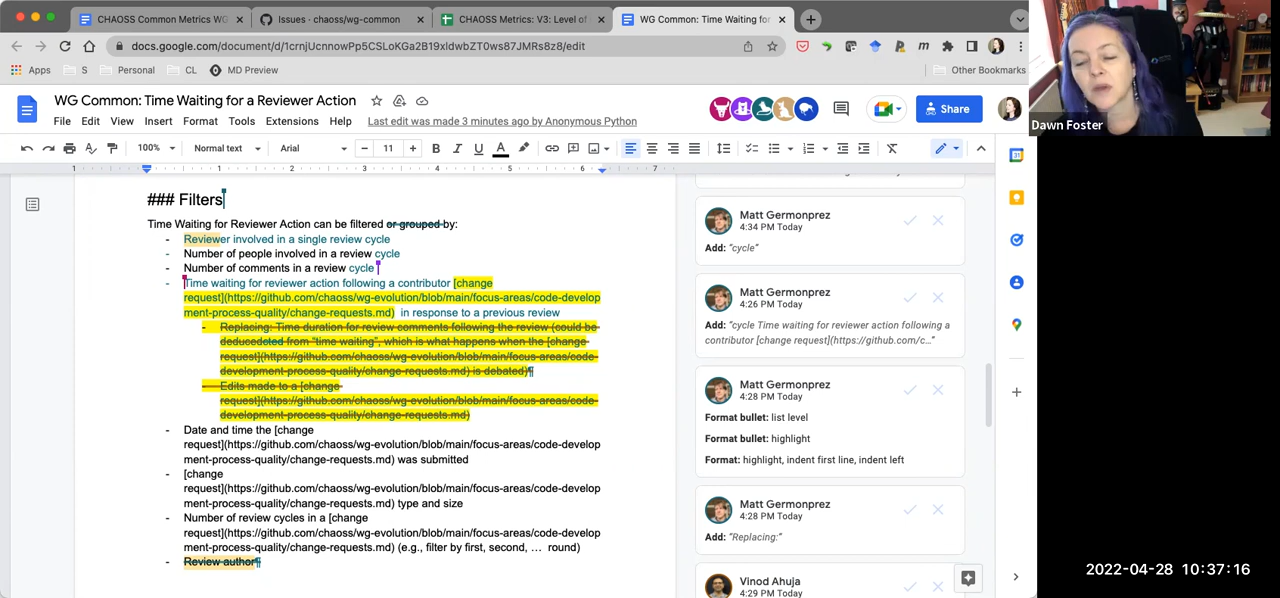 CHAOSS Common Metrics WG
Issues · chaoss/wg-common
CHAOSS Metrics: V3: Level of
WG Common: Time Waiting for
docs.google.com/document/d/1crnjUcnnowPp5CSLoKGa2B19xldwbZT0ws87JMRs8z8/edit
Apps
S
Personal
CL
MD Preview
Other Bookmarks
WG Common: Time Waiting for a Reviewer Action
File Edit View Insert Format Tools Extensions Help
Last edit was made 3 minutes ago by Anonymous Python
Share
100%
Normal text
Arial
11
### Filters
Time Waiting for Reviewer Action can be filtered or grouped by:
- Reviewer involved in a single review cycle
- Number of people involved in a review cycle
- Number of comments in a review cycle
- Time waiting for reviewer action following a contributor [change
request](https://github.com/chaoss/wg-evolution/blob/main/focus-areas/code-develop
ment-process-quality/change-requests.md) in response to a previous review
- Replacing: Time duration for review comments following the review (could be
deducedcted from "time waiting", which is what happens when the [change
request](https://github.com/chaoss/wg-evolution/blob/main/focus-areas/code-
development-process-quality/change-requests.md) is debated)¶
- Edits made to a [change
request](https://github.com/chaoss/wg-evolution/blob/main/focus-areas/code-
development-process-quality/change-requests.md)
- Date and time the [change
request](https://github.com/chaoss/wg-evolution/blob/main/focus-areas/code-develop
ment-process-quality/change-requests.md) was submitted
- [change
request](https://github.com/chaoss/wg-evolution/blob/main/focus-areas/code-develop
ment-process-quality/change-requests.md) type and size
- Number of review cycles in a [change
request](https://github.com/chaoss/wg-evolution/blob/main/focus-areas/code-develop
ment-process-quality/change-requests.md) (e.g., filter by first, second, … round)
- Review author¶
Matt Germonprez
4:34 PM Today
Add: “cycle”
Matt Germonprez
4:26 PM Today
Add: “cycle Time waiting for reviewer action following a
contributor [change request](https://github.com/c…”
Matt Germonprez
4:28 PM Today
Format bullet: list level
Format bullet: highlight
Format: highlight, indent first line, indent left
Matt Germonprez
4:28 PM Today
Add: “Replacing:”
Vinod Ahuja
4:29 PM Today
Dawn Foster
2022-04-28 10:37:16